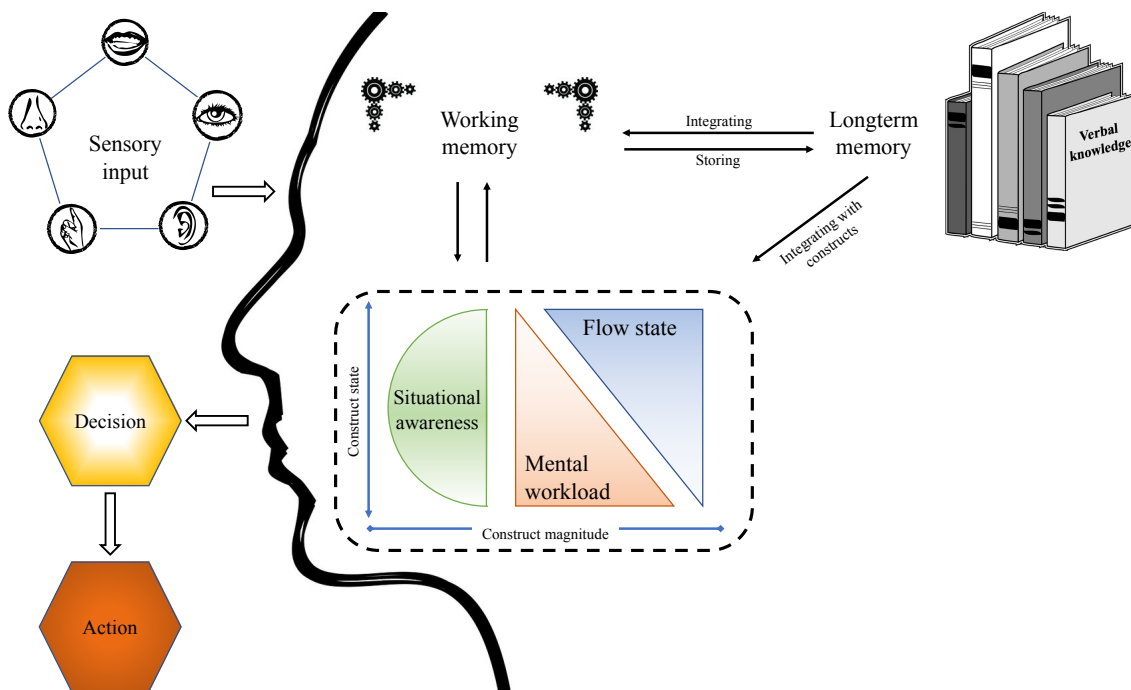 Sensory
input
Working
memory
Integrating
Storing
Longterm
memory
Verbal
knowledge
Integrating with
constructs
Construct state
Situational
awareness
Flow state
Mental
workload
Construct magnitude
Decision
Action